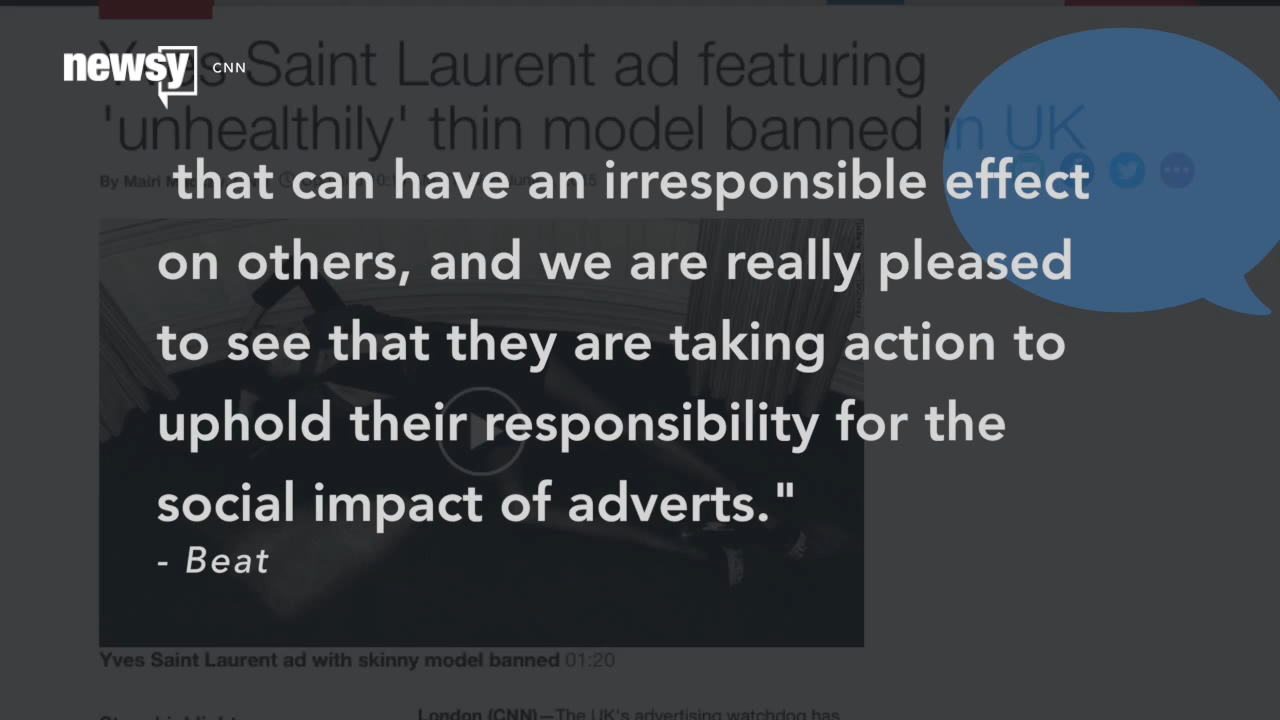 newsy CNN
Yves Saint Laurent ad featuring
'unhealthily' thin model banned in UK
By Mairi
that can have an irresponsible effect
on others, and we are really pleased
to see that they are taking action to
uphold their responsibility for the
social impact of adverts."
- Beat
Yves Saint Laurent ad with skinny model banned 01:20
London (CNN)—The UK's advertising watchdog has